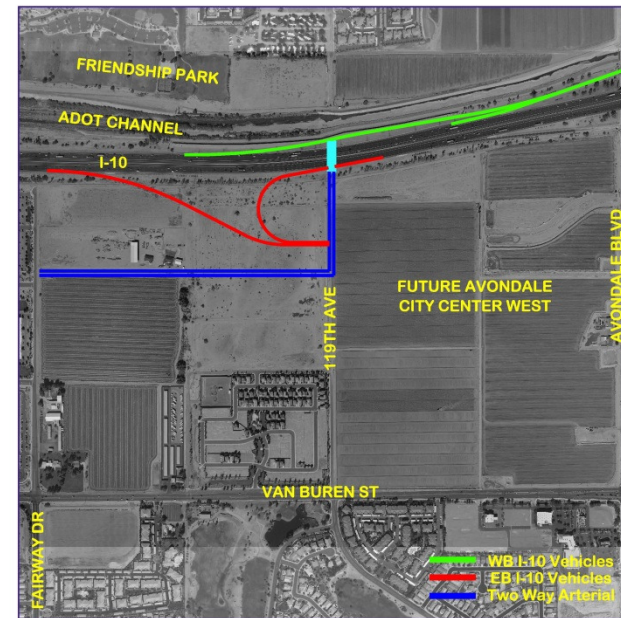 FRIENDSHIP PARK
ADOT CHANNEL
I-10
FUTURE AVONDALE
CITY CENTER WEST
AVONDALE BLVD
119TH AVE
VAN BUREN ST
FAIRWAY DR
WB I-10 Vehicles
EB I-10 Vehicles
Two Way Arterial